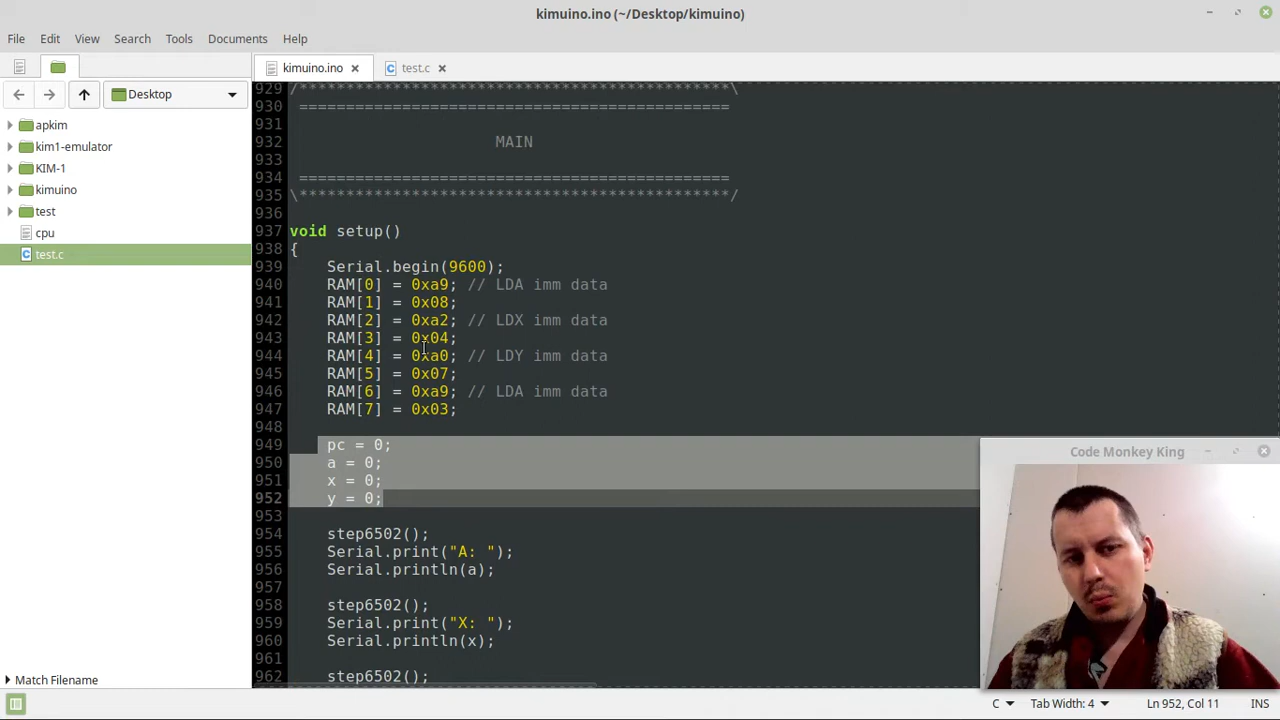 kimuino.ino (~/Desktop/kimuino)
File Edit View Search Tools Documents Help
kimuino.ino
test.c
Desktop
apkim
kim1-emulator
KIM-1
kimuino
test
cpu
test.c
Match Filename
929 /**********************************************\
930 ==============================================
931
932 MAIN
933
934 ==============================================
935 \**********************************************/
936
937 void setup()
938 {
939 Serial.begin(9600);
940 RAM[0] = 0xa9; // LDA imm data
941 RAM[1] = 0x08;
942 RAM[2] = 0xa2; // LDX imm data
943 RAM[3] = 0x04;
944 RAM[4] = 0xa0; // LDY imm data
945 RAM[5] = 0x07;
946 RAM[6] = 0xa9; // LDA imm data
947 RAM[7] = 0x03;
948
949 pc = 0;
950 a = 0;
951 x = 0;
952 y = 0;
953
954 step6502();
955 Serial.print("A: ");
956 Serial.println(a);
957
958 step6502();
959 Serial.print("X: ");
960 Serial.println(x);
961
962 step6502();
Code Monkey King
C Tab Width: 4 Ln 952, Col 11 INS